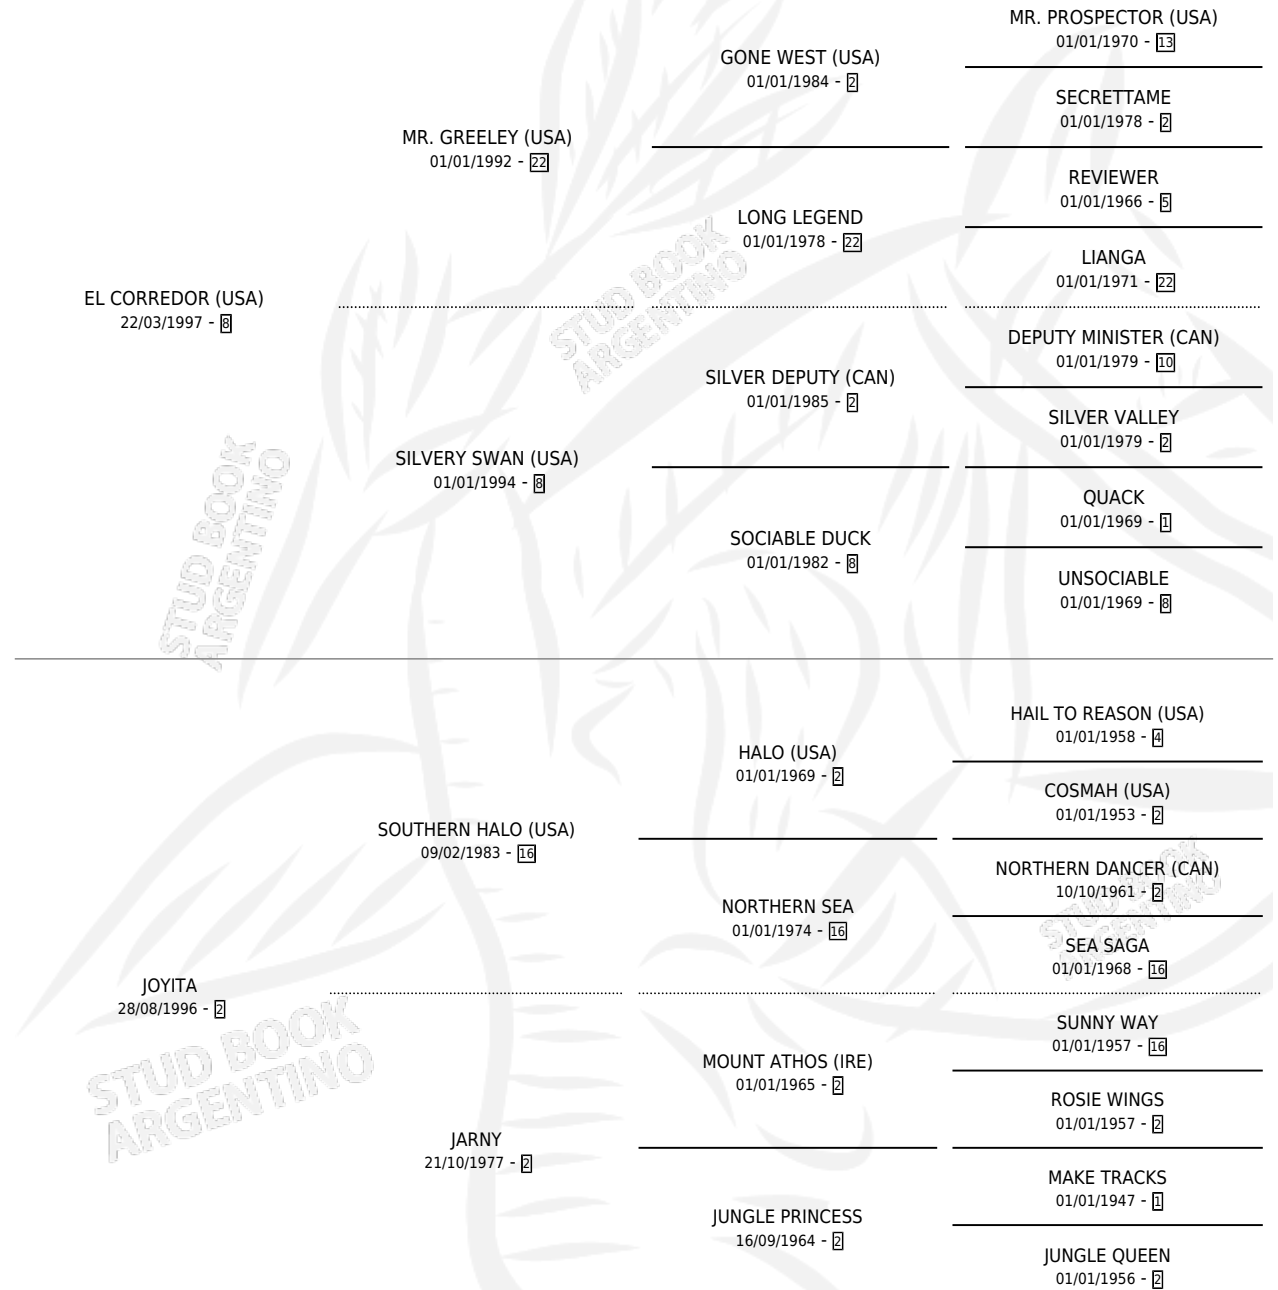 MR. PROSPECTOR (USA)
01/01/1970 - 13
GONE WEST (USA)
01/01/1984 - 2
SECRETTAME
01/01/1978 - 2
MR. GREELEY (USA)
01/01/1992 - 22
REVIEWER
01/01/1966 - 5
LONG LEGEND
01/01/1978 - 22
LIANGA
01/01/1971 - 22
EL CORREDOR (USA)
22/03/1997 - 8
DEPUTY MINISTER (CAN)
01/01/1979 - 10
SILVER DEPUTY (CAN)
01/01/1985 - 2
SILVER VALLEY
01/01/1979 - 2
SILVERY SWAN (USA)
01/01/1994 - 8
QUACK
01/01/1969 - 1
SOCIABLE DUCK
01/01/1982 - 8
UNSOCIABLE
01/01/1969 - 8
HAIL TO REASON (USA)
01/01/1958 - 4
HALO (USA)
01/01/1969 - 2
COSMAH (USA)
01/01/1953 - 2
SOUTHERN HALO (USA)
09/02/1983 - 16
NORTHERN DANCER (CAN)
10/10/1961 - 2
NORTHERN SEA
01/01/1974 - 16
SEA SAGA
01/01/1968 - 16
JOYITA
28/08/1996 - 2
SUNNY WAY
01/01/1957 - 16
MOUNT ATHOS (IRE)
01/01/1965 - 2
ROSIE WINGS
01/01/1957 - 2
JARNY
21/10/1977 - 2
MAKE TRACKS
01/01/1947 - 1
JUNGLE PRINCESS
16/09/1964 - 2
JUNGLE QUEEN
01/01/1956 - 2
STUD BOOK
ARGENTINO
STUD BOOK
ARGENTINO
STUD BOOK
ARGENTINO
STUD BOOK
ARGENTINO